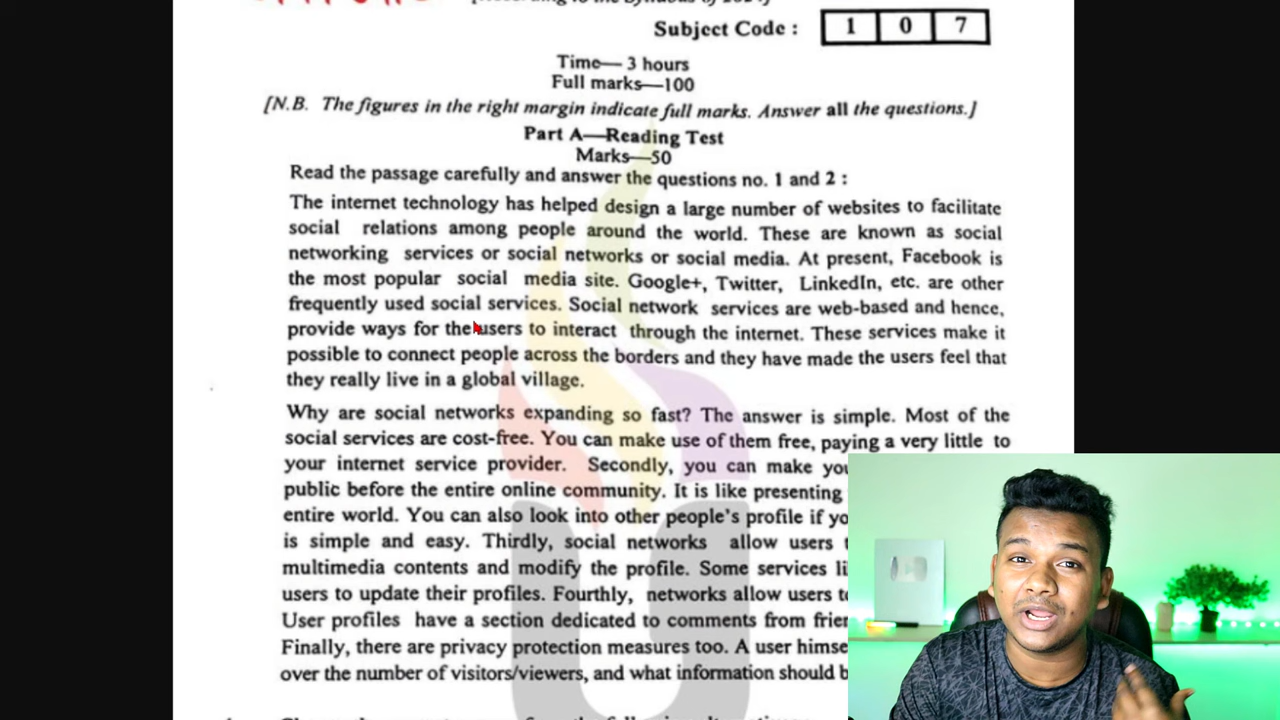 Subject Code : 1 0 7
Time— 3 hours
Full marks—100
[N.B. The figures in the right margin indicate full marks. Answer all the questions.]
Part A—Reading Test
Marks—50
Read the passage carefully and answer the questions no. 1 and 2 :
The internet technology has helped design a large number of websites to facilitate
social relations among people around the world. These are known as social
networking services or social networks or social media. At present, Facebook is
the most popular social media site. Google+, Twitter, LinkedIn, etc. are other
frequently used social services. Social network services are web-based and hence,
provide ways for the users to interact through the internet. These services make it
possible to connect people across the borders and they have made the users feel that
they really live in a global village.
Why are social networks expanding so fast? The answer is simple. Most of the
social services are cost-free. You can make use of them free, paying a very little to
your internet service provider. Secondly, you can make
public before the entire online community. It is like presenting
entire world. You can also look into other people's profile if
is simple and easy. Thirdly, social networks allow users
multimedia contents and modify the profile. Some services
users to update their profiles. Fourthly, networks allow users
User profiles have a section dedicated to comments from
Finally, there are privacy protection measures too. A user
over the number of visitors/viewers, and what information should